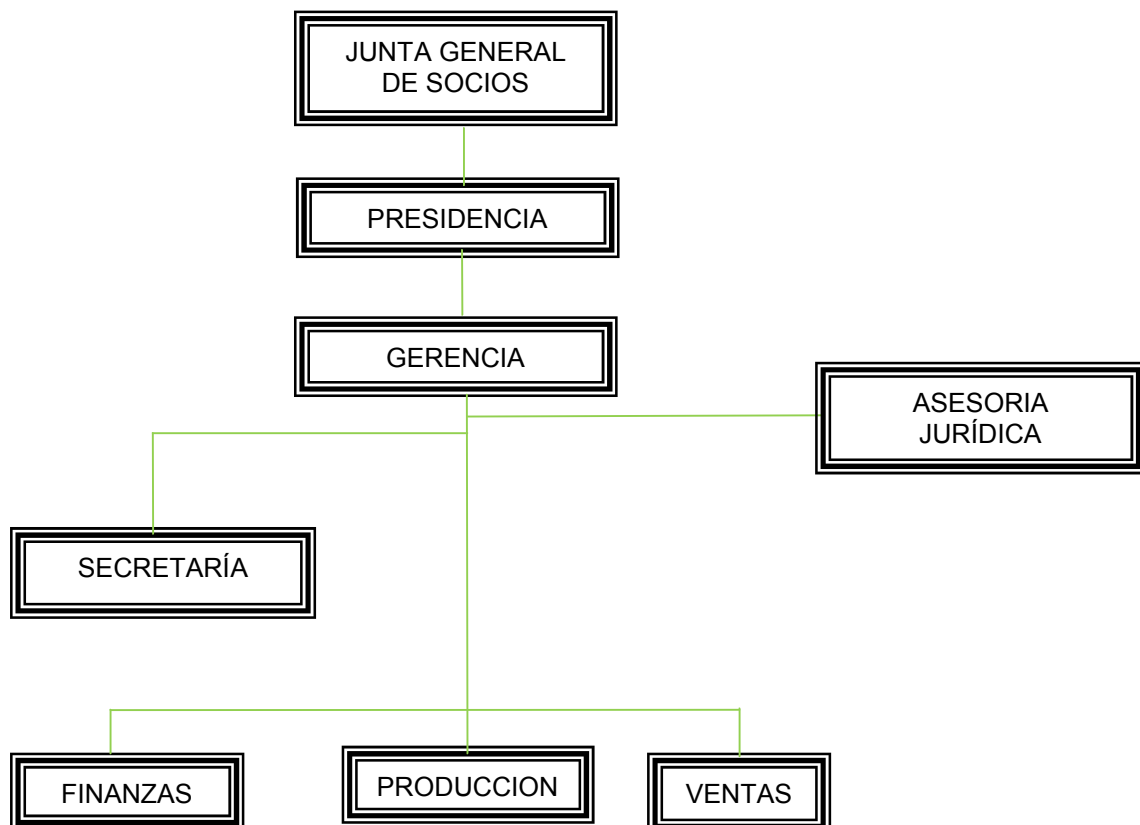 JUNTA GENERAL
DE SOCIOS
PRESIDENCIA
GERENCIA
ASESORIA
JURÍDICA
SECRETARÍA
FINANZAS
PRODUCCION
VENTAS